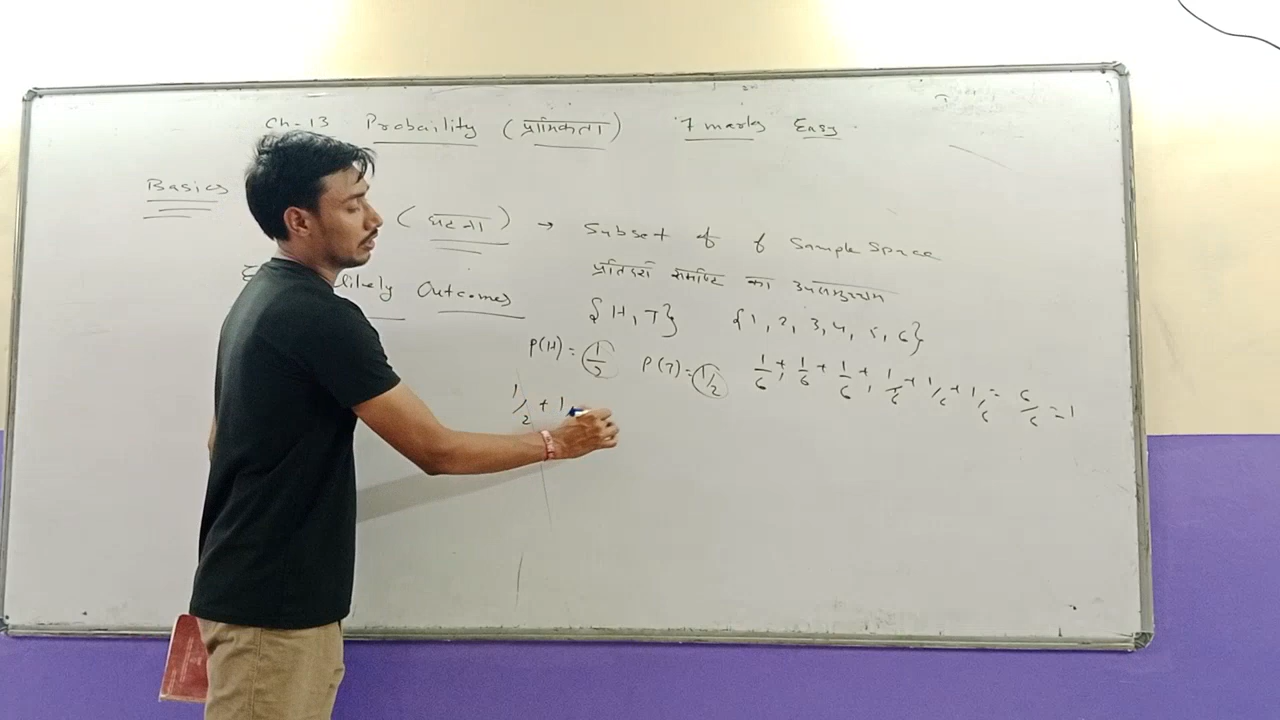 Ch-13 Probaility (प्रायिकता) 7 marks Easy
Basics
(घटना) → Subset of of Sample Space
प्रतिदर्श समष्टि का उपसमुच्चय
likely Outcomes
{H, T} {1, 2, 3, 4, 5, 6}
P(H) = 1/2 P(T) = 1/2 1/6 + 1/6 + 1/6 + 1/6 + 1/6 + 1/6 = 6/6 = 1
1/2 + 1